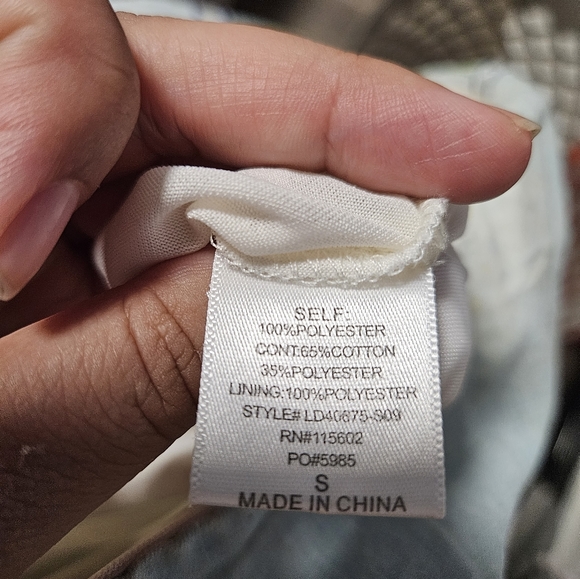 SELF:
100%POLYESTER
CONT:65%COTTON
35%POLYESTER
LINING:100%POLYESTER
STYLE# LD40675-S09
RN#115602
PO#5985
S
MADE IN CHINA